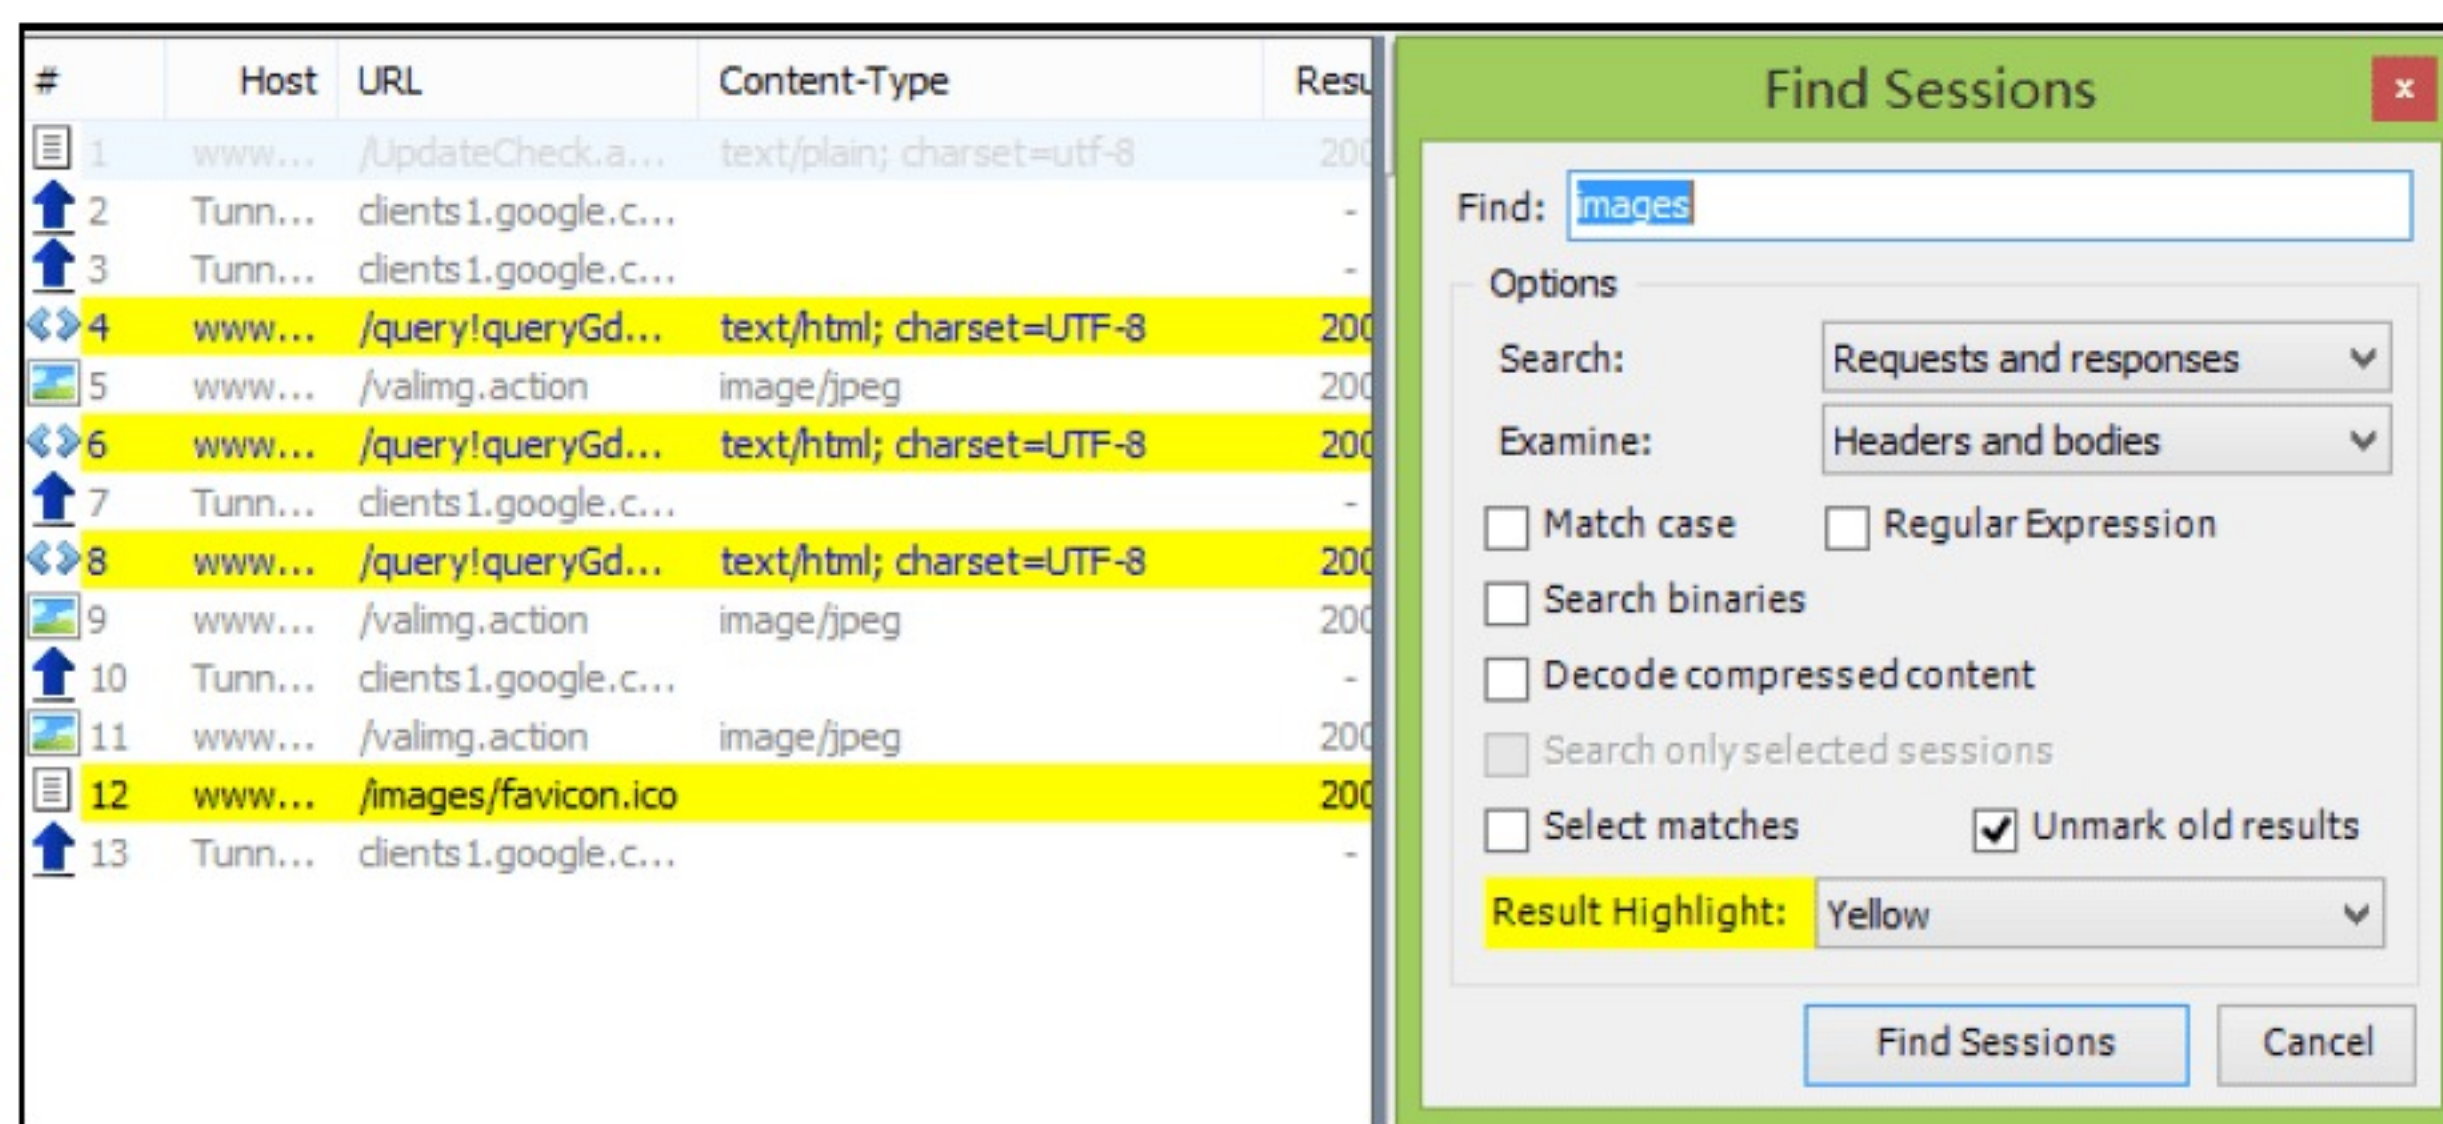 # Host URL Content-Type Resu
1 www... /UpdateCheck.a... text/plain; charset=utf-8 200
2 Tunn... clients1.google.c... -
3 Tunn... clients1.google.c... -
4 www... /query!queryGd... text/html; charset=UTF-8 200
5 www... /valimg.action image/jpeg 200
6 www... /query!queryGd... text/html; charset=UTF-8 200
7 Tunn... clients1.google.c... -
8 www... /query!queryGd... text/html; charset=UTF-8 200
9 www... /valimg.action image/jpeg 200
10 Tunn... clients1.google.c... -
11 www... /valimg.action image/jpeg 200
12 www... /images/favicon.ico 200
13 Tunn... clients1.google.c... -
Find Sessions x
Find: images
Options
Search: Requests and responses
Examine: Headers and bodies
Match case Regular Expression
Search binaries
Decode compressed content
Search only selected sessions
Select matches Unmark old results
Result Highlight: Yellow
Find Sessions Cancel